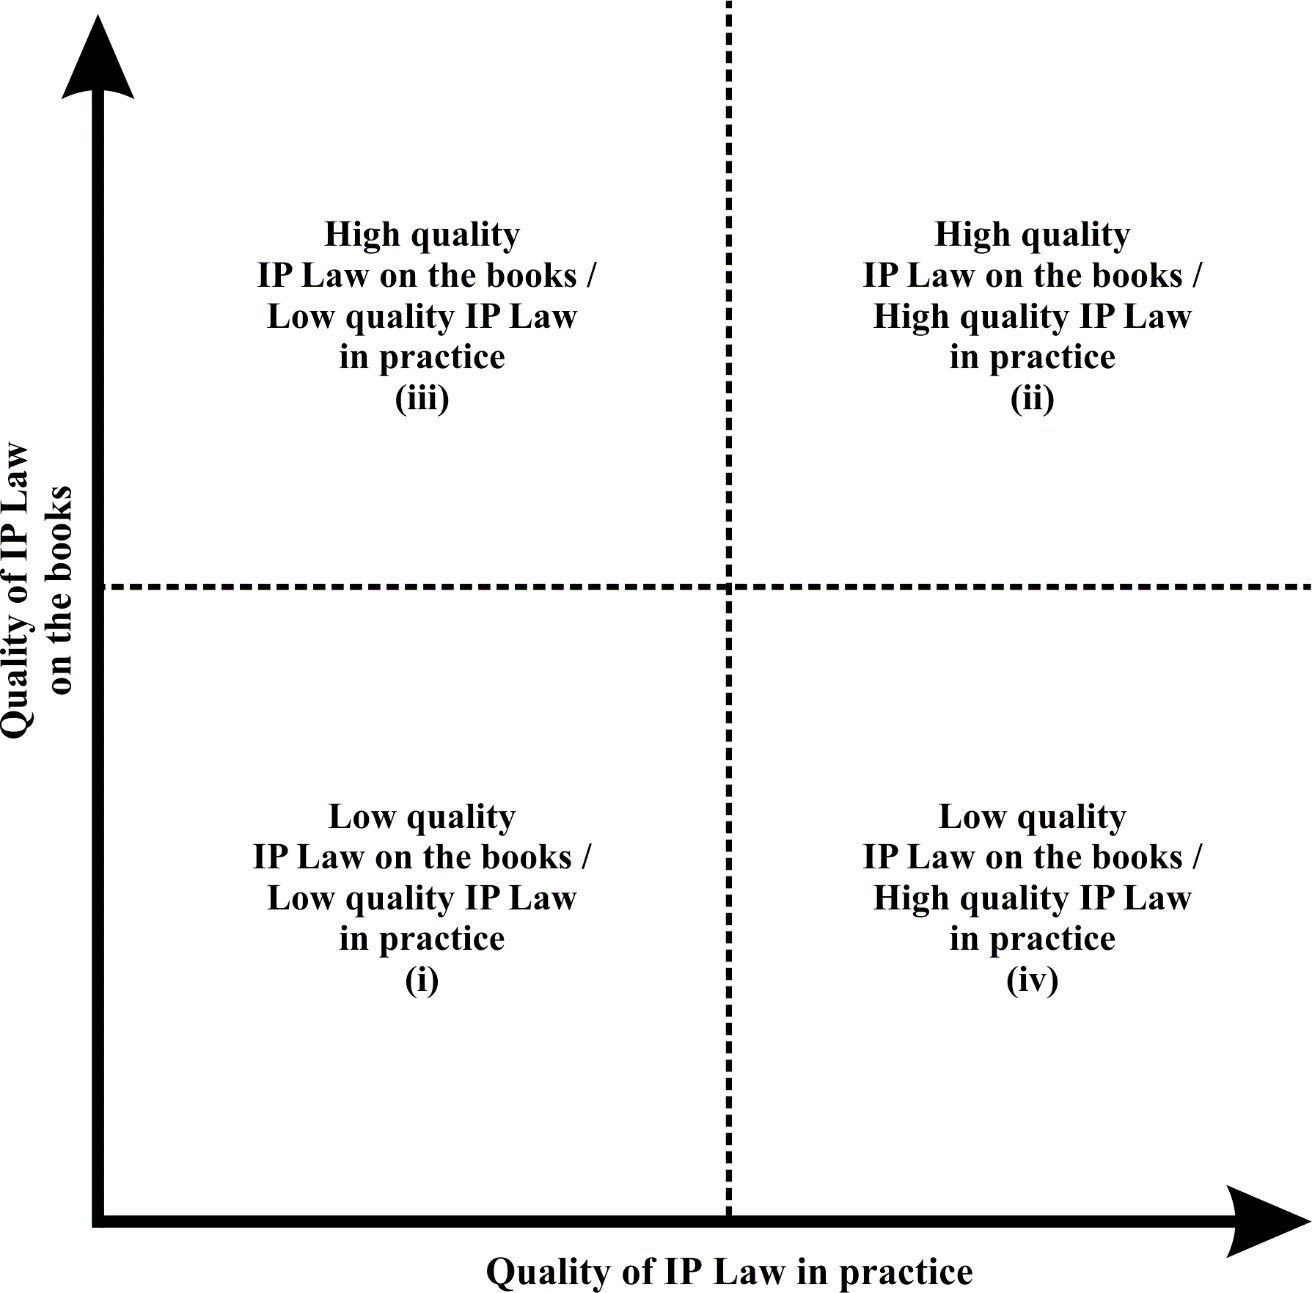 High quality
IP Law on the books /
Low quality IP Law
in practice
(iii)
High quality
IP Law on the books /
High quality IP Law
in practice
(ii)
Quality of IP Law
on the books
Low quality
IP Law on the books /
Low quality IP Law
in practice
(i)
Low quality
IP Law on the books /
High quality IP Law
in practice
(iv)
Quality of IP Law in practice